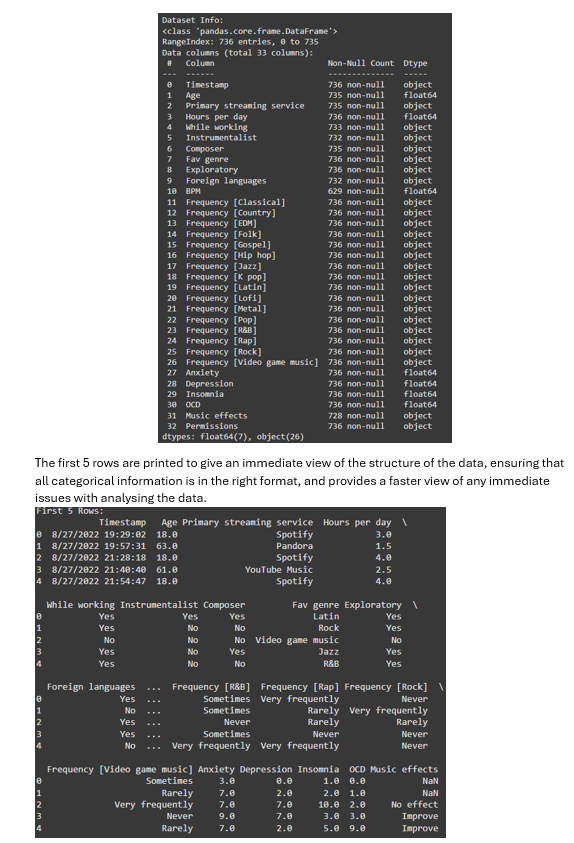 Dataset Info:
<class 'pandas.core.frame.DataFrame'>
RangeIndex: 736 entries, 0 to 735
Data columns (total 33 columns):
#   Column   Non-Null Count   Dtype
---   ------   --------------   -----
0   Timestamp   736 non-null   object
1   Age   735 non-null   float64
2   Primary streaming service   735 non-null   object
3   Hours per day   736 non-null   float64
4   While working   733 non-null   object
5   Instrumentalist   732 non-null   object
6   Composer   735 non-null   object
7   Fav genre   736 non-null   object
8   Exploratory   736 non-null   object
9   Foreign languages   732 non-null   object
10   BPM   629 non-null   float64
11   Frequency [Classical]   736 non-null   object
12   Frequency [Country]   736 non-null   object
13   Frequency [EDM]   736 non-null   object
14   Frequency [Folk]   736 non-null   object
15   Frequency [Gospel]   736 non-null   object
16   Frequency [Hip hop]   736 non-null   object
17   Frequency [Jazz]   736 non-null   object
18   Frequency [K pop]   736 non-null   object
19   Frequency [Latin]   736 non-null   object
20   Frequency [Lofi]   736 non-null   object
21   Frequency [Metal]   736 non-null   object
22   Frequency [Pop]   736 non-null   object
23   Frequency [R&B]   736 non-null   object
24   Frequency [Rap]   736 non-null   object
25   Frequency [Rock]   736 non-null   object
26   Frequency [Video game music]   736 non-null   object
27   Anxiety   736 non-null   float64
28   Depression   736 non-null   float64
29   Insomnia   736 non-null   float64
30   OCD   736 non-null   float64
31   Music effects   728 non-null   object
32   Permissions   736 non-null   object
dtypes: float64(7), object(26)
The first 5 rows are printed to give an immediate view of the structure of the data, ensuring that
all categorical information is in the right format, and provides a faster view of any immediate
issues with analysing the data.
First 5 Rows:
Timestamp   Age Primary streaming service   Hours per day   \
0   8/27/2022 19:29:02   18.0   Spotify   3.0
1   8/27/2022 19:57:31   63.0   Pandora   1.5
2   8/27/2022 21:28:18   18.0   Spotify   4.0
3   8/27/2022 21:40:40   61.0   YouTube Music   2.5
4   8/27/2022 21:54:47   18.0   Spotify   4.0
While working Instrumentalist Composer   Fav genre Exploratory   \
0   Yes   Yes   Yes   Latin   Yes
1   Yes   No   No   Rock   Yes
2   No   No   No   Video game music   No
3   Yes   No   Yes   Jazz   Yes
4   Yes   No   No   R&B   Yes
Foreign languages   ...   Frequency [R&B]   Frequency [Rap] Frequency [Rock]   \
0   Yes   ...   Sometimes   Very frequently   Never
1   No   ...   Sometimes   Rarely   Very frequently
2   Yes   ...   Never   Rarely   Rarely
3   Yes   ...   Sometimes   Never   Never
4   No   ...   Very frequently   Very frequently   Never
Frequency [Video game music] Anxiety Depression Insomnia   OCD Music effects
0   Sometimes   3.0   0.0   1.0   0.0   NaN
1   Rarely   7.0   2.0   2.0   1.0   NaN
2   Very frequently   7.0   7.0   10.0   2.0   No effect
3   Never   9.0   7.0   3.0   3.0   Improve
4   Rarely   7.0   2.0   5.0   9.0   Improve